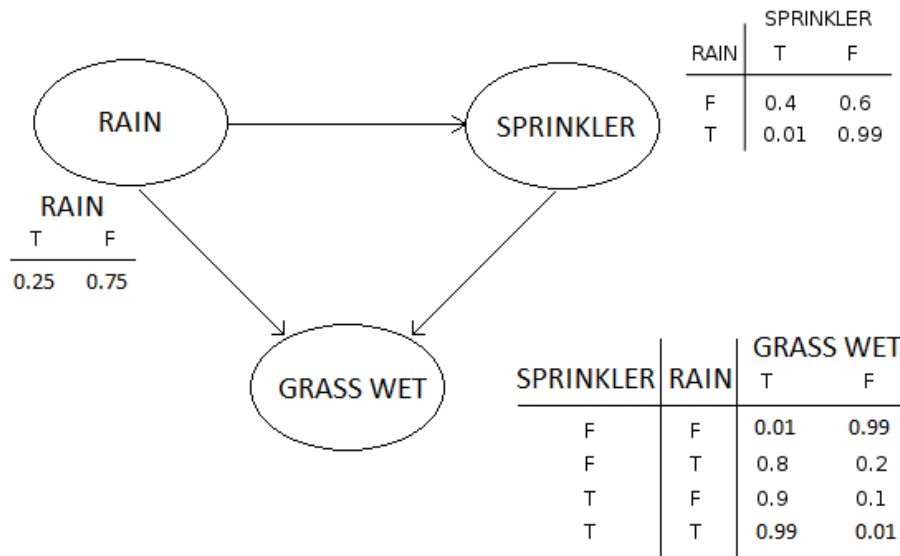 SPRINKLER
RAIN T F
F 0.4 0.6
T 0.01 0.99
RAIN
SPRINKLER
RAIN
T F
0.25 0.75
GRASS WET
GRASS WET
SPRINKLER RAIN T F
F F 0.01 0.99
F T 0.8 0.2
T F 0.9 0.1
T T 0.99 0.01